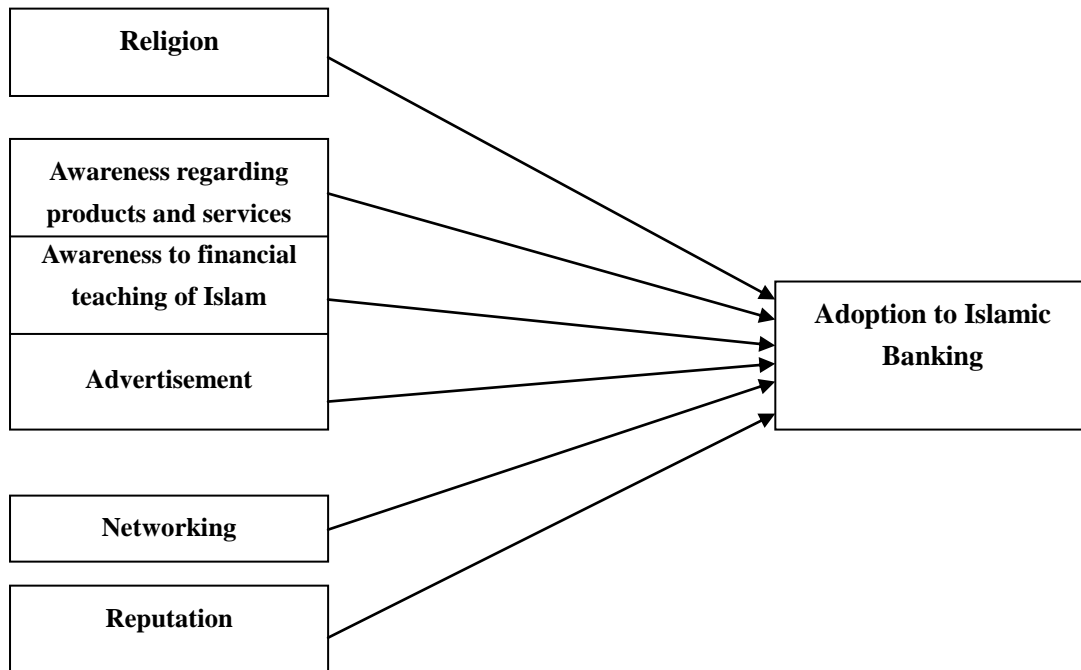 Religion
Awareness regarding
products and services
Awareness to financial
teaching of Islam
Advertisement
Networking
Reputation
Adoption to Islamic
Banking